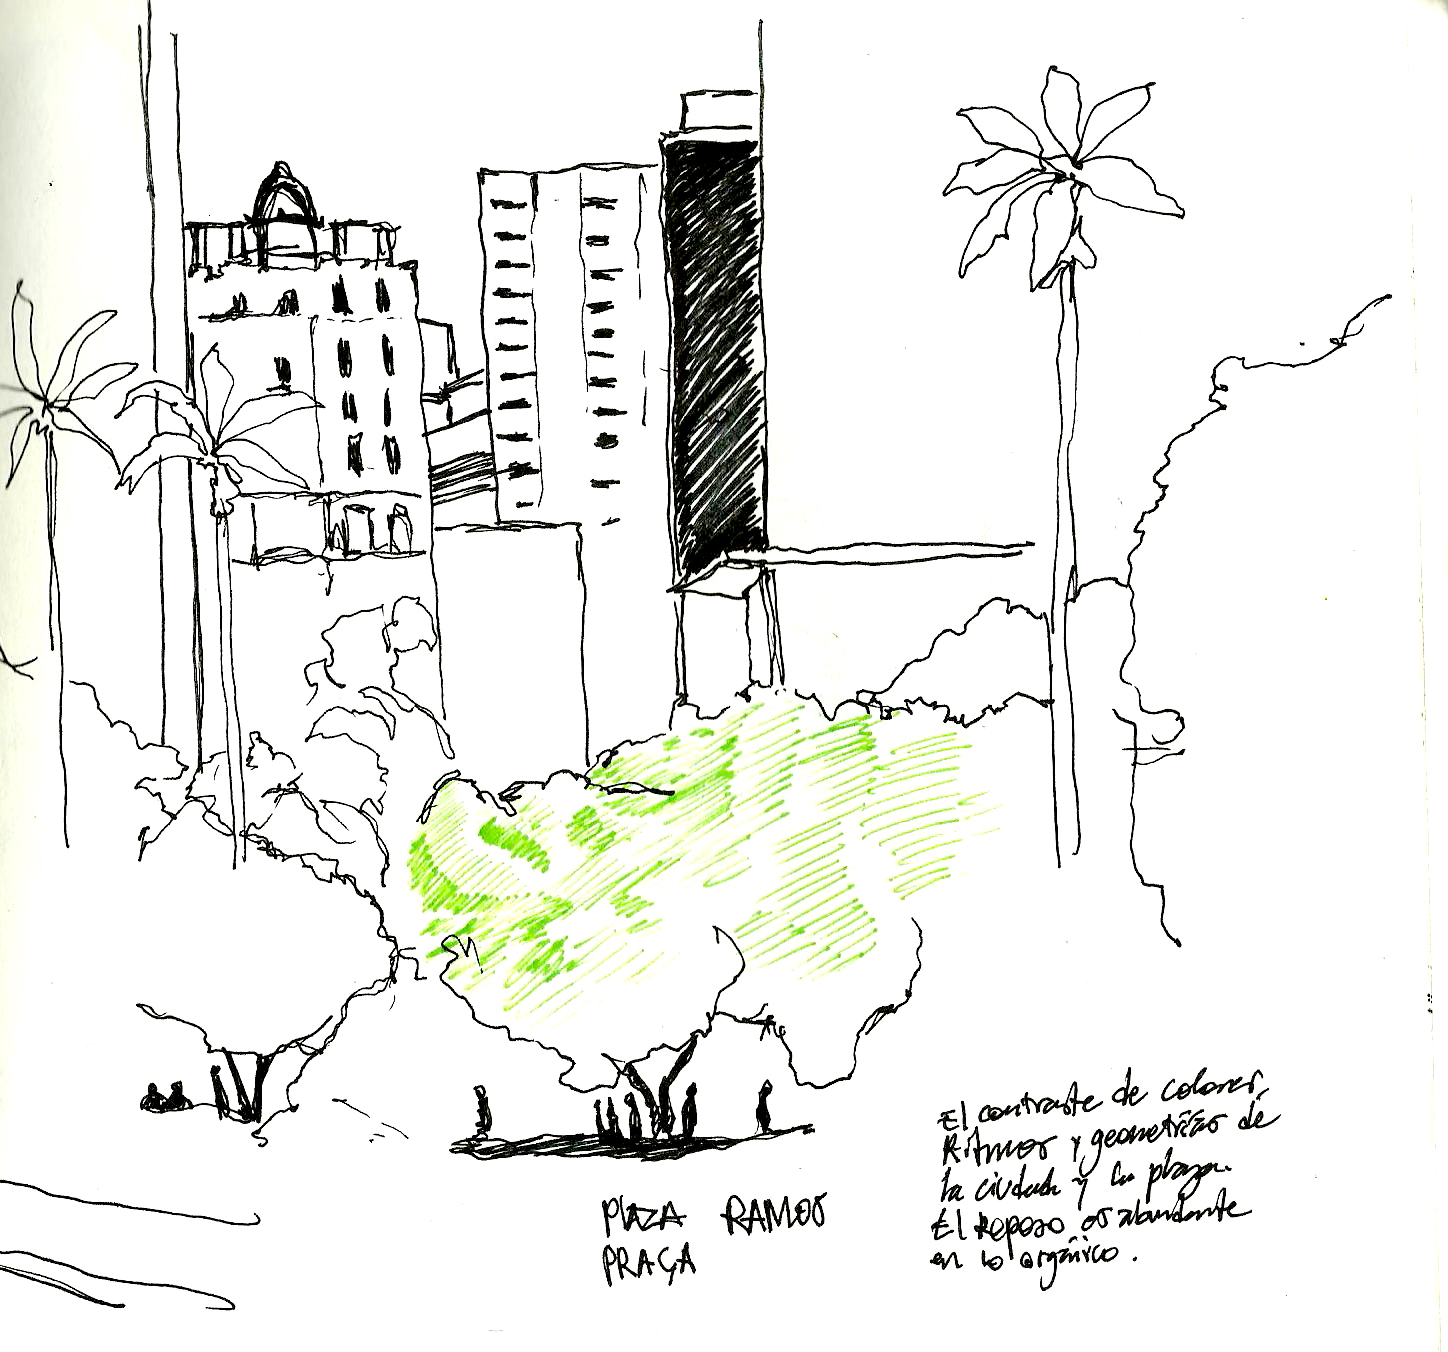 PLAZA RAMOS
PRAÇA
El contraste de colores,
Ritmos y geometrías de
la ciudad y la plaza.
El Reposo es abundante
en lo orgánico.